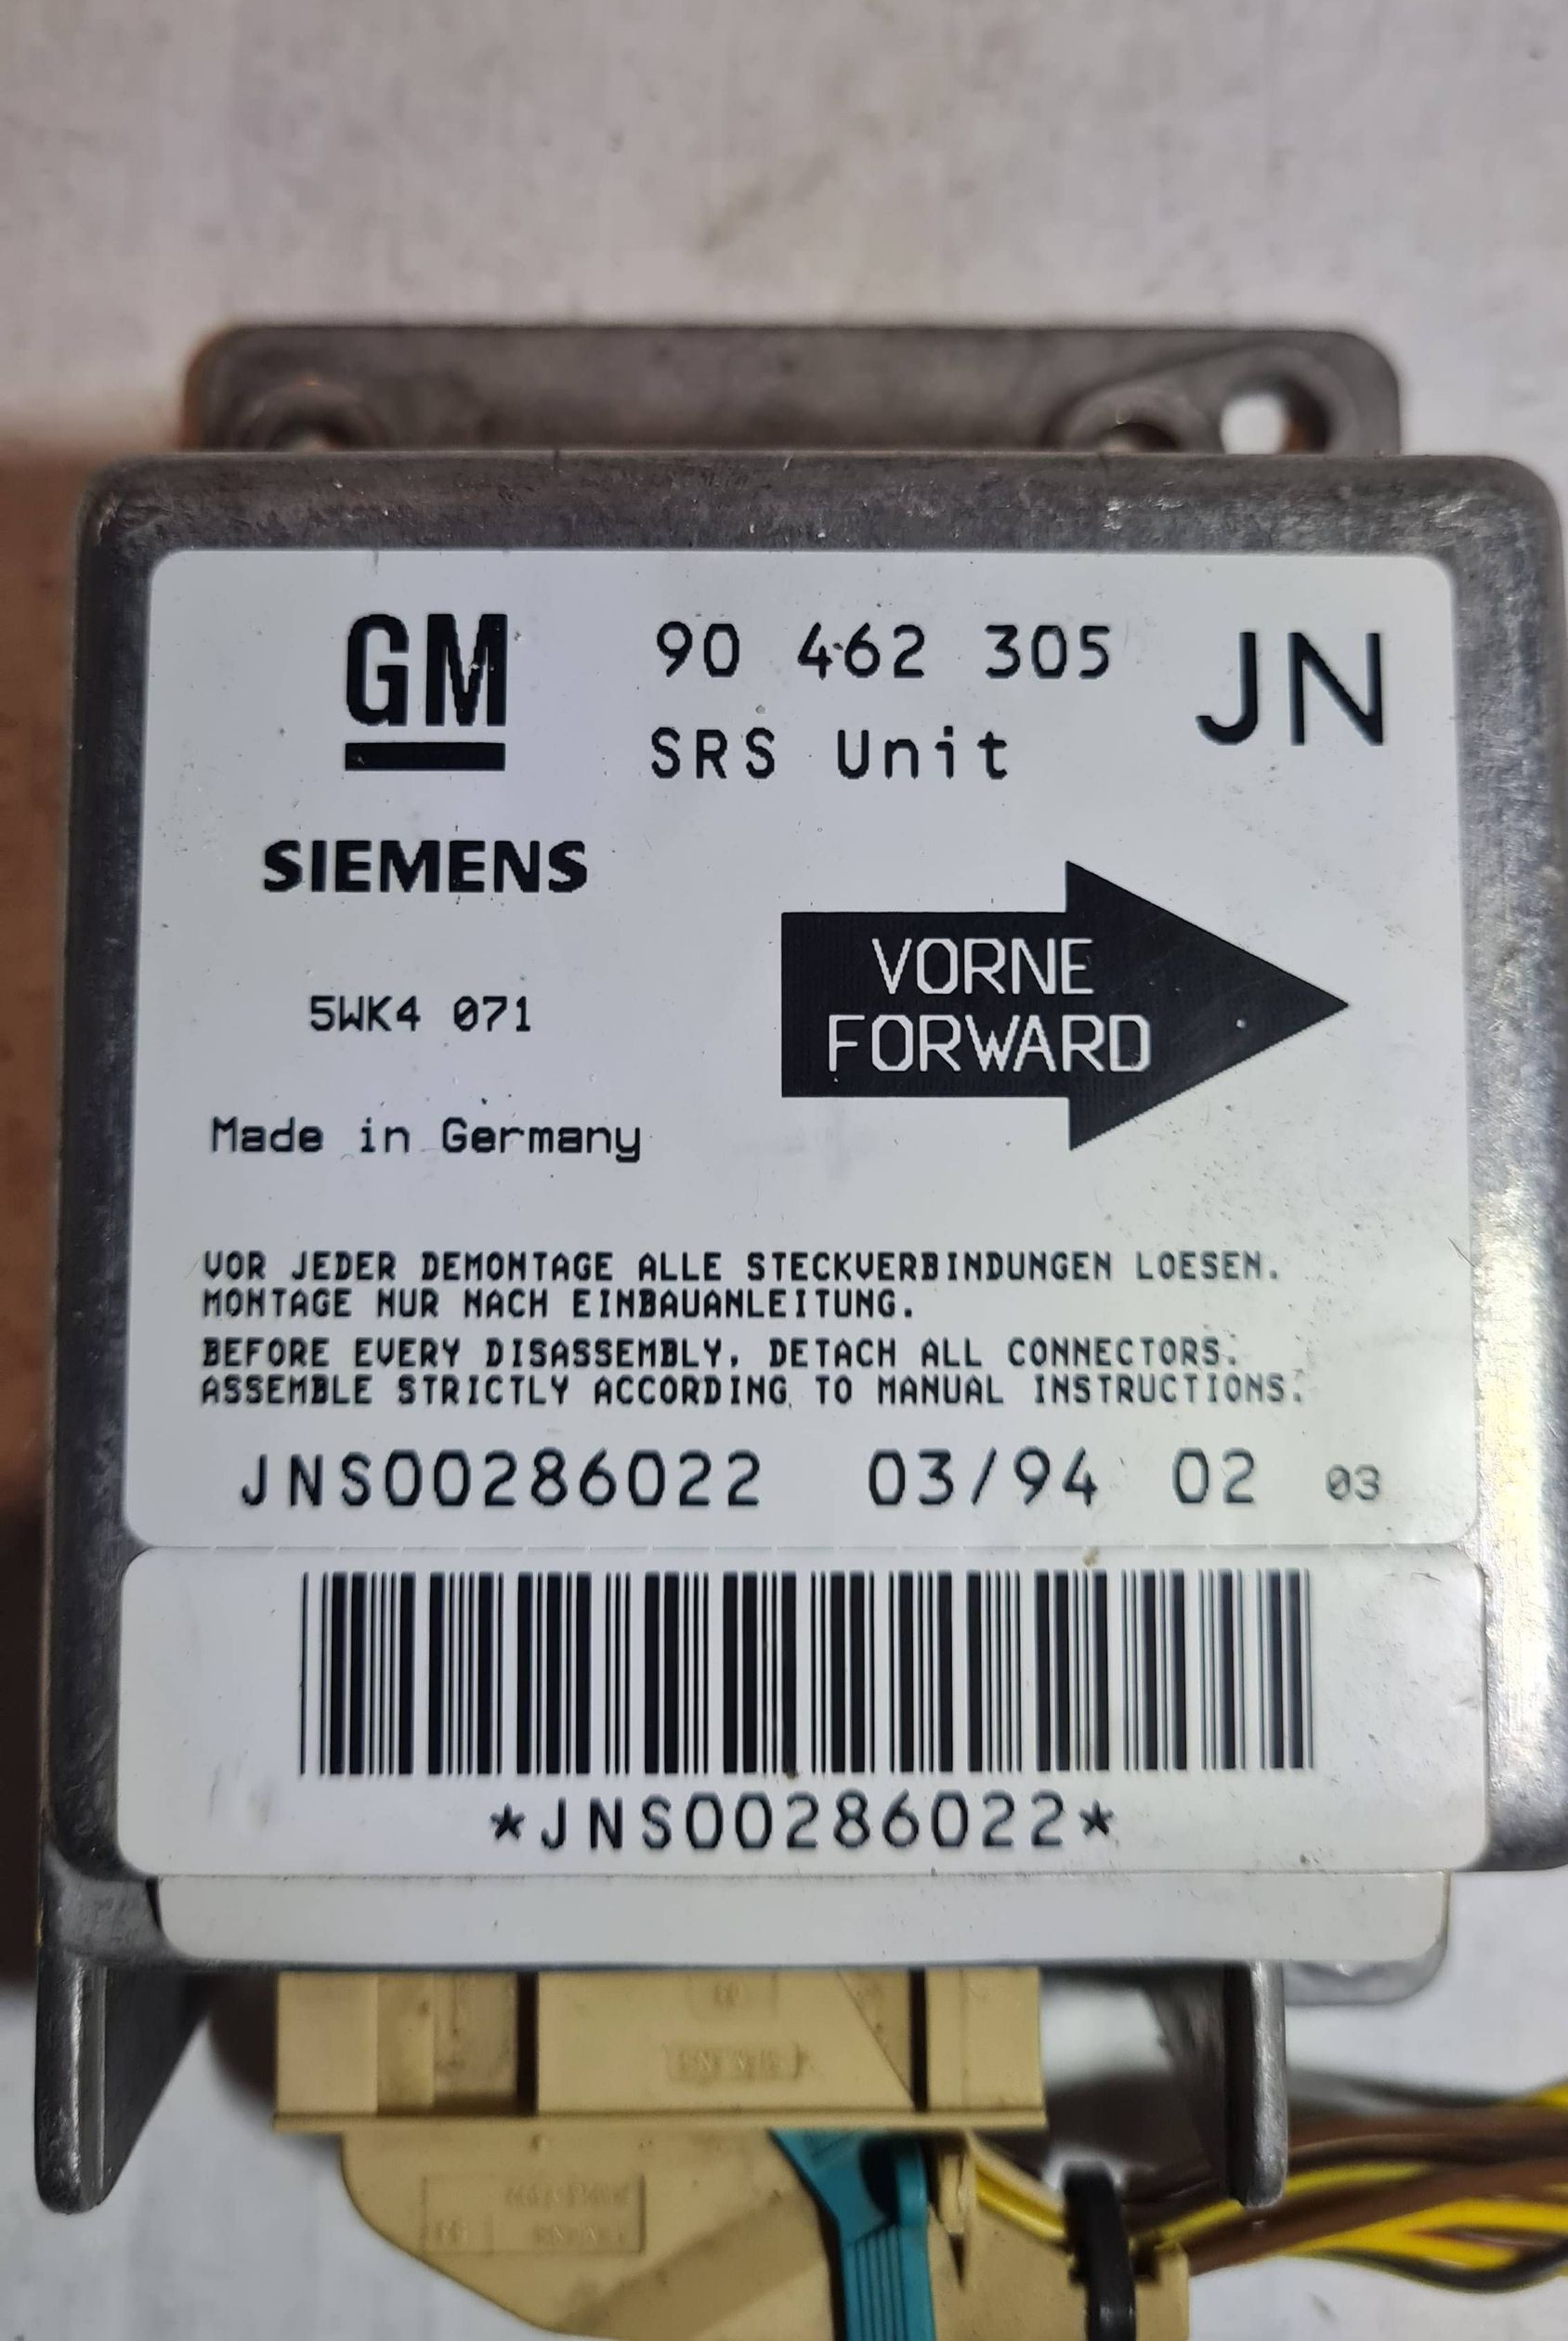 GM 90 462 305 JN
SRS Unit
SIEMENS
VORNE
FORWARD
5WK4 071
Made in Germany
VOR JEDER DEMONTAGE ALLE STECKVERBINDUNGEN LOESEN.
MONTAGE NUR NACH EINBAUANLEITUNG.
BEFORE EVERY DISASSEMBLY, DETACH ALL CONNECTORS.
ASSEMBLE STRICTLY ACCORDING TO MANUAL INSTRUCTIONS.
JNS00286022 03/94 02 03
*JNS00286022*